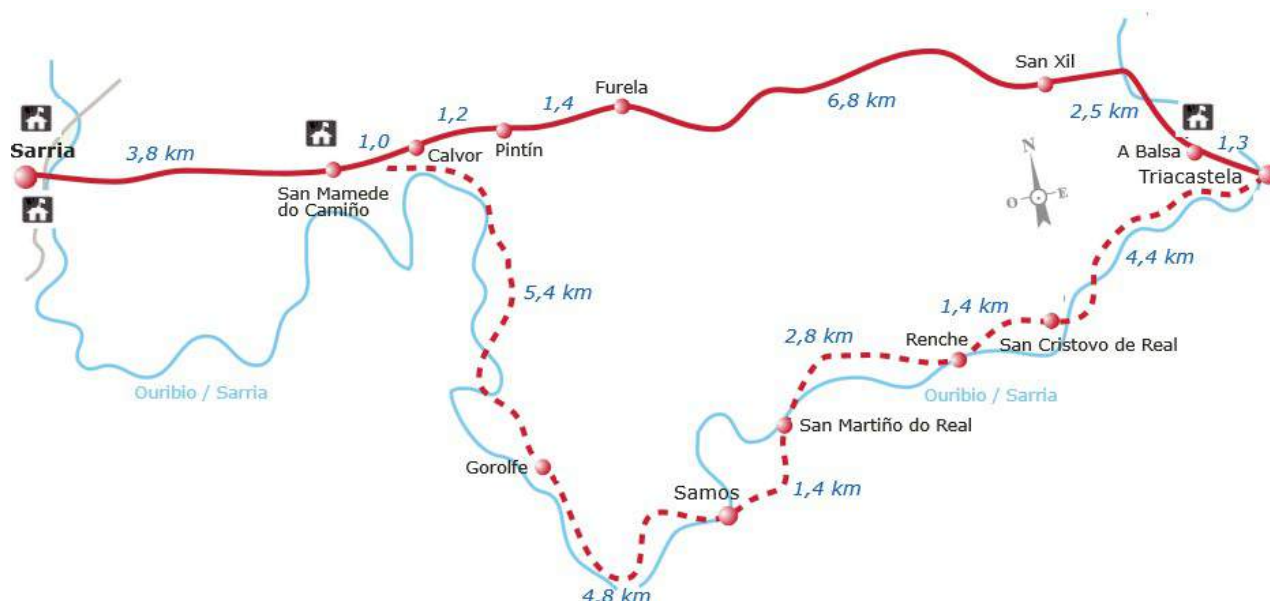 San Xil
Furela
6,8 km
2,5 km
1,4
1,2
1,0
Pintín
Calvor
Sarria
3,8 km
A Balsa
1,3
Triacastela
San Mamede
do Camiño
N
O
E
4,4 km
5,4 km
1,4 km
San Cristovo de Real
2,8 km
Renche
Ouribio / Sarria
Ouribio / Sarria
San Martiño do Real
Gorolfe
Samos
1,4 km
4,8 km